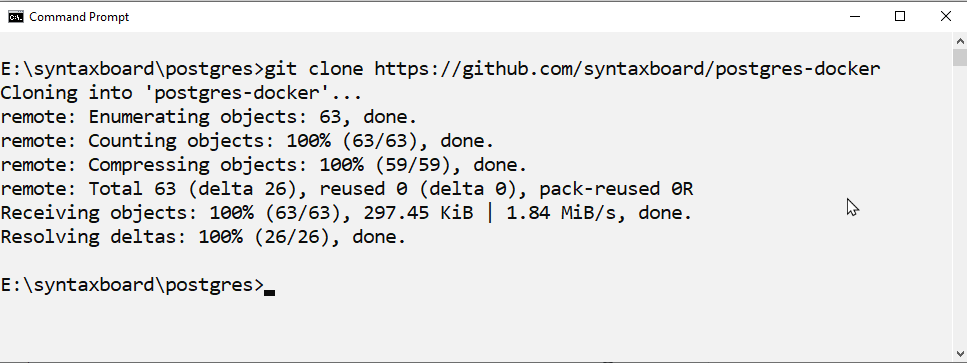 Command Prompt
E:\syntaxboard\postgres>git clone https://github.com/syntaxboard/postgres-docker
Cloning into 'postgres-docker'...
remote: Enumerating objects: 63, done.
remote: Counting objects: 100% (63/63), done.
remote: Compressing objects: 100% (59/59), done.
remote: Total 63 (delta 26), reused 0 (delta 0), pack-reused 0R
Receiving objects: 100% (63/63), 297.45 KiB | 1.84 MiB/s, done.
Resolving deltas: 100% (26/26), done.
E:\syntaxboard\postgres>